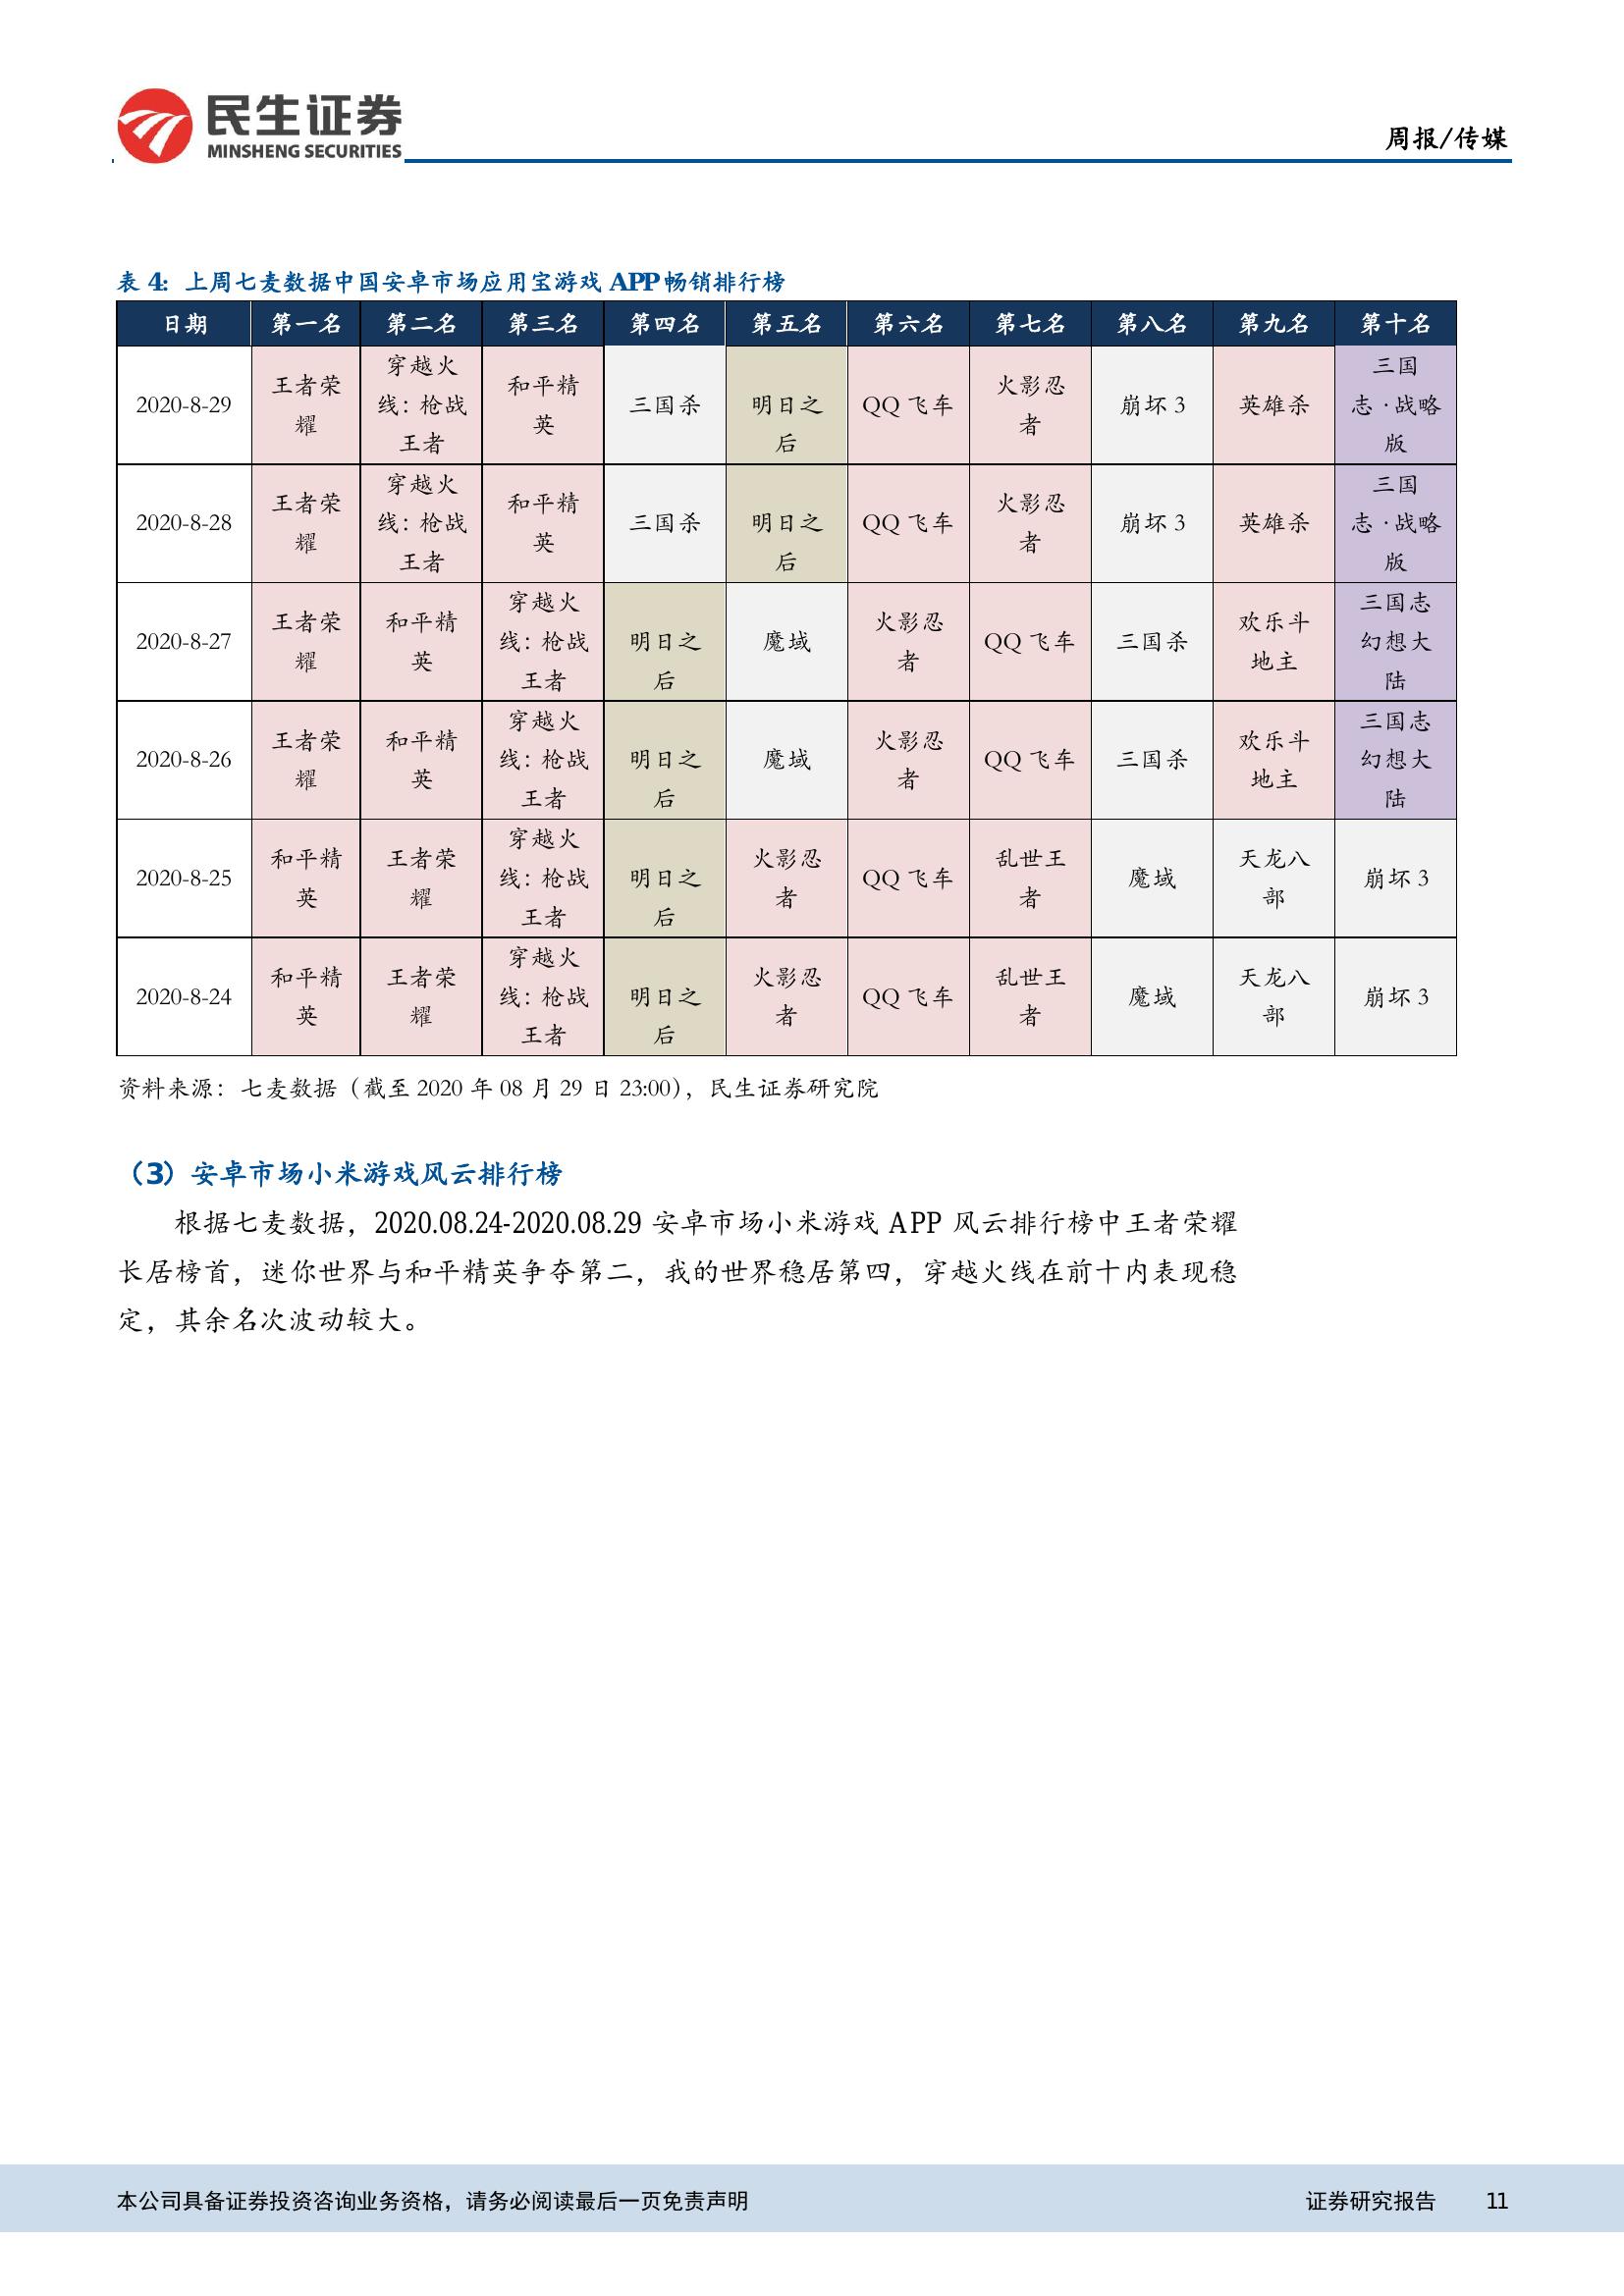 民生证券
MINSHENG SECURITIES
周报/传媒
表 4: 上周七麦数据中国安卓市场应用宝游戏 APP 畅销排行榜
日期 第一名 第二名 第三名 第四名 第五名 第六名 第七名 第八名 第九名 第十名
2020-8-29 王者荣耀 穿越火线：枪战王者 和平精英 三国杀 明日之后 QQ 飞车 火影忍者 崩坏 3 英雄杀 三国志·战略版
2020-8-28 王者荣耀 穿越火线：枪战王者 和平精英 三国杀 明日之后 QQ 飞车 火影忍者 崩坏 3 英雄杀 三国志·战略版
2020-8-27 王者荣耀 和平精英 穿越火线：枪战王者 明日之后 魔域 火影忍者 QQ 飞车 三国杀 欢乐斗地主 三国志幻想大陆
2020-8-26 王者荣耀 和平精英 穿越火线：枪战王者 明日之后 魔域 火影忍者 QQ 飞车 三国杀 欢乐斗地主 三国志幻想大陆
2020-8-25 和平精英 王者荣耀 穿越火线：枪战王者 明日之后 火影忍者 QQ 飞车 乱世王者 魔域 天龙八部 崩坏 3
2020-8-24 和平精英 王者荣耀 穿越火线：枪战王者 明日之后 火影忍者 QQ 飞车 乱世王者 魔域 天龙八部 崩坏 3
资料来源：七麦数据（截至 2020 年 08 月 29 日 23:00），民生证券研究院
（3）安卓市场小米游戏风云排行榜
根据七麦数据，2020.08.24-2020.08.29 安卓市场小米游戏 APP 风云排行榜中王者荣耀
长居榜首，迷你世界与和平精英争夺第二，我的世界稳居第四，穿越火线在前十内表现稳
定，其余名次波动较大。
本公司具备证券投资咨询业务资格，请务必阅读最后一页免责声明
证券研究报告 11